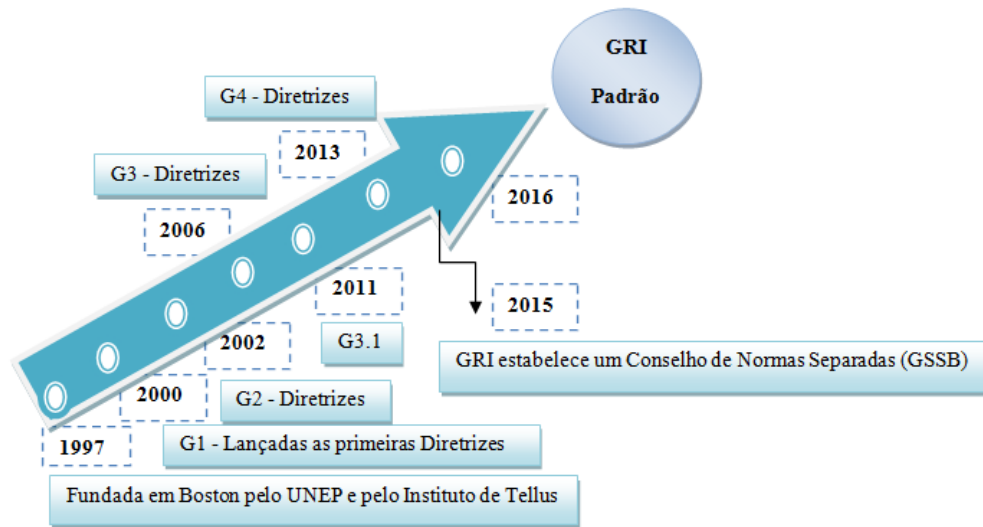 GRI
Padrão
G4 - Diretrizes
2013
G3 - Diretrizes
2016
2006
2011
2015
2002
G3.1
GRI estabelece um Conselho de Normas Separadas (GSSB)
2000
G2 - Diretrizes
1997
G1 - Lançadas as primeiras Diretrizes
Fundada em Boston pelo UNEP e pelo Instituto de Tellus